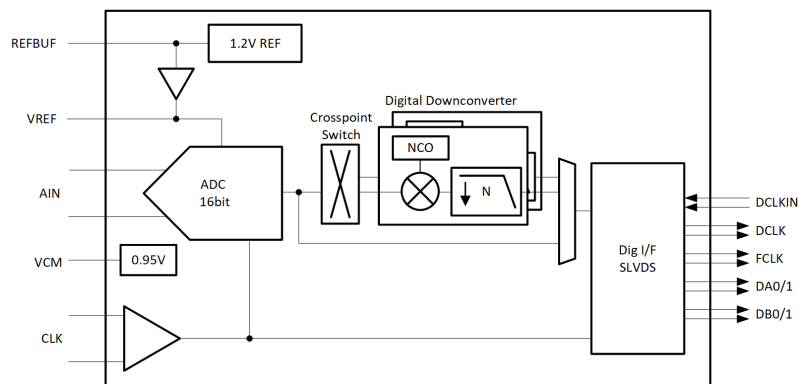 REFBUF
1.2V REF
VREF
Digital Downconverter
Crosspoint
Switch
NCO
ADC
16bit
N
AIN
VCM
0.95V
CLK
Dig I/F
SLVDS
DCLKIN
DCLK
FCLK
DA0/1
DB0/1